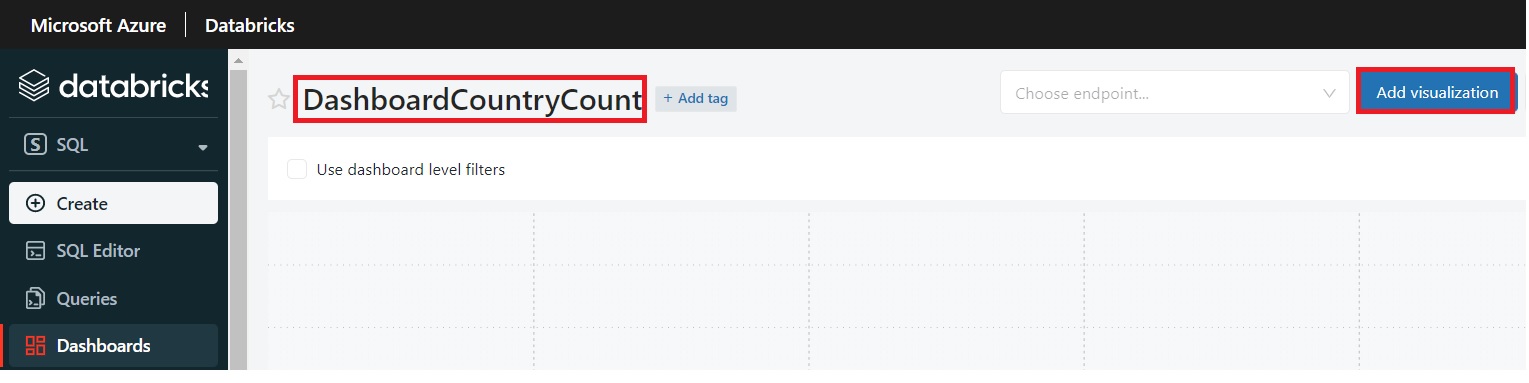 Microsoft Azure | Databricks
databricks
DashboardCountryCount
+ Add tag
Choose endpoint...
Add visualization
S SQL
Use dashboard level filters
Create
SQL Editor
Queries
Dashboards